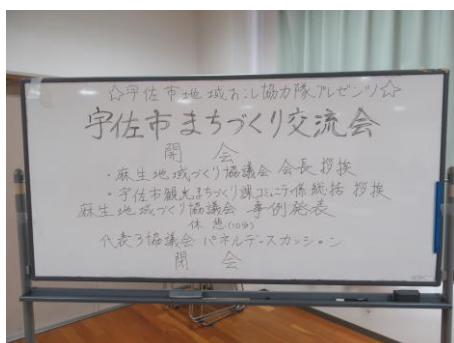 ☆宇佐市地域おこし協力隊プレゼンツ☆
宇佐市まちづくり交流会
開 会
・麻生地域づくり協議会 会長 挨拶
・宇佐市観光まちづくり課コミュニティ係 総括 挨拶
麻生地域づくり協議会 事例発表
休 憩(10分)
代表3協議会 パネルディスカッション
閉 会